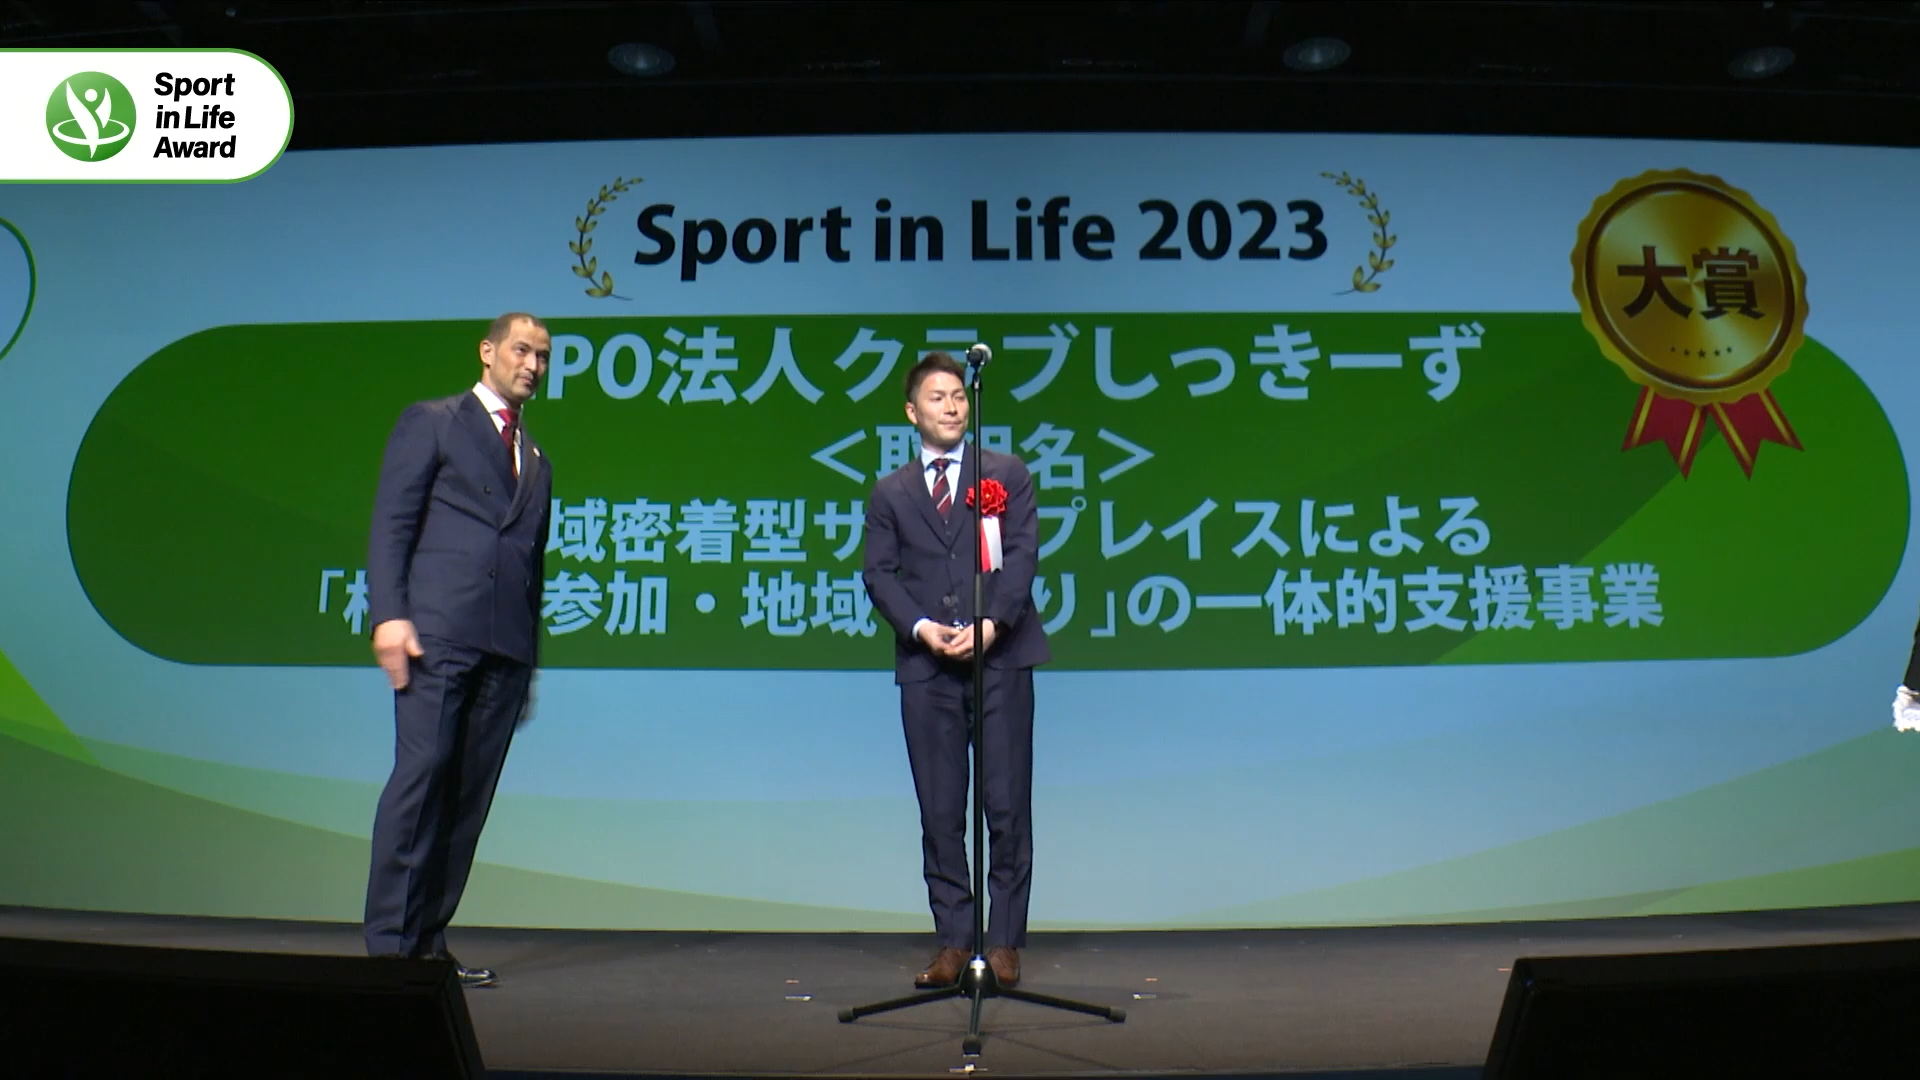 Sport
in Life
Award
Sport in Life 2023
大賞
PO法人クラブしっきーず
＜取組名＞
域密着型サ プレイスによる
「 参加・地域 り」の一体的支援事業